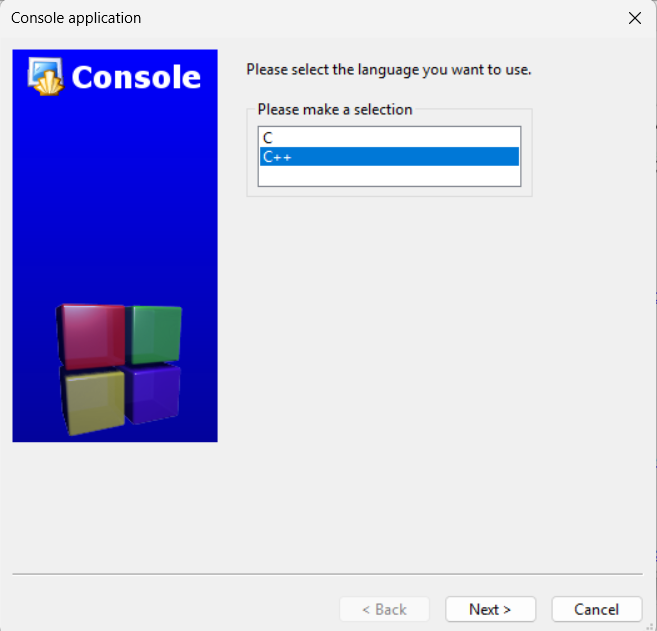 Console application
Console
Please select the language you want to use.
Please make a selection
C
C++
< Back
Next >
Cancel